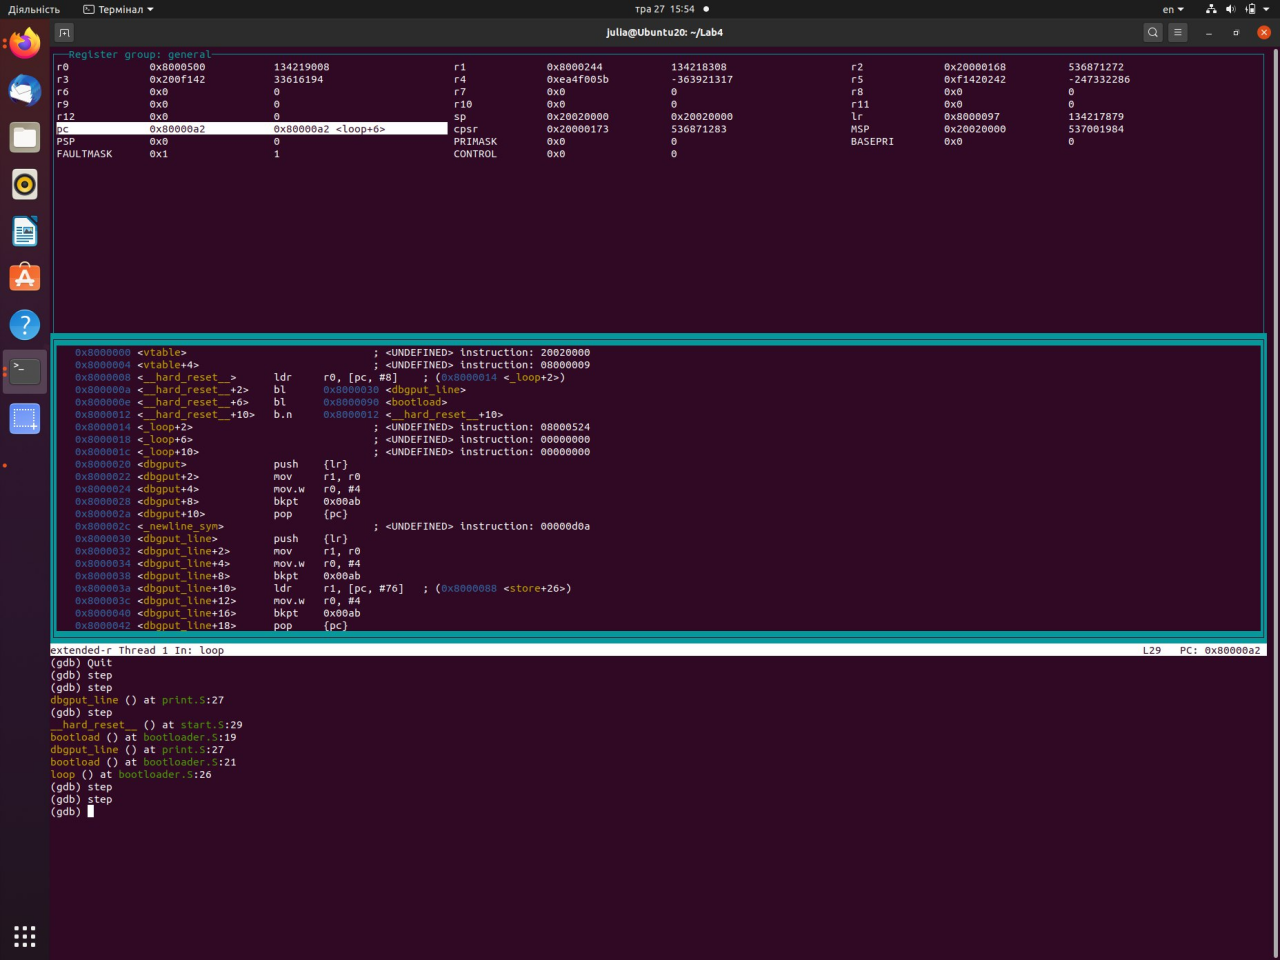 Діяльність Термінал тра 27 15:54 en
julia@Ubuntu20: ~/Lab4
Register group: general
r0 0x8000500 134219008 r1 0x8000244 134218308 r2 0x20000168 536871272
r3 0x200f142 33616194 r4 0xea4f005b -363921317 r5 0xf1420242 -247332286
r6 0x0 0 r7 0x0 0 r8 0x0 0
r9 0x0 0 r10 0x0 0 r11 0x0 0
r12 0x0 0 sp 0x20020000 0x20020000 lr 0x8000097 134217879
pc 0x80000a2 0x80000a2 <loop+6> cpsr 0x20000173 536871283 MSP 0x20020000 537001984
PSP 0x0 0 PRIMASK 0x0 0 BASEPRI 0x0 0
FAULTMASK 0x1 1 CONTROL 0x0 0
0x8000000 <vtable> ; <UNDEFINED> instruction: 20020000
0x8000004 <vtable+4> ; <UNDEFINED> instruction: 08000009
0x8000008 <__hard_reset__> ldr r0, [pc, #8] ; (0x8000014 <_loop+2>)
0x800000a <__hard_reset__+2> bl 0x8000030 <dbgput_line>
0x800000e <__hard_reset__+6> bl 0x8000090 <bootload>
0x8000012 <__hard_reset__+10> b.n 0x8000012 <__hard_reset__+10>
0x8000014 <_loop+2> ; <UNDEFINED> instruction: 08000524
0x8000018 <_loop+6> ; <UNDEFINED> instruction: 00000000
0x800001c <_loop+10> ; <UNDEFINED> instruction: 00000000
0x8000020 <dbgput> push {lr}
0x8000022 <dbgput+2> mov r1, r0
0x8000024 <dbgput+4> mov.w r0, #4
0x8000028 <dbgput+8> bkpt 0x00ab
0x800002a <dbgput+10> pop {pc}
0x800002c <_newline_sym> ; <UNDEFINED> instruction: 00000d0a
0x8000030 <dbgput_line> push {lr}
0x8000032 <dbgput_line+2> mov r1, r0
0x8000034 <dbgput_line+4> mov.w r0, #4
0x8000038 <dbgput_line+8> bkpt 0x00ab
0x800003a <dbgput_line+10> ldr r1, [pc, #76] ; (0x8000088 <store+26>)
0x800003c <dbgput_line+12> mov.w r0, #4
0x8000040 <dbgput_line+16> bkpt 0x00ab
0x8000042 <dbgput_line+18> pop {pc}
extended-r Thread 1 In: loop L29 PC: 0x80000a2
(gdb) Quit
(gdb) step
(gdb) step
dbgput_line () at print.S:27
(gdb) step
__hard_reset__ () at start.S:29
bootload () at bootloader.S:19
dbgput_line () at print.S:27
bootload () at bootloader.S:21
loop () at bootloader.S:26
(gdb) step
(gdb) step
(gdb)